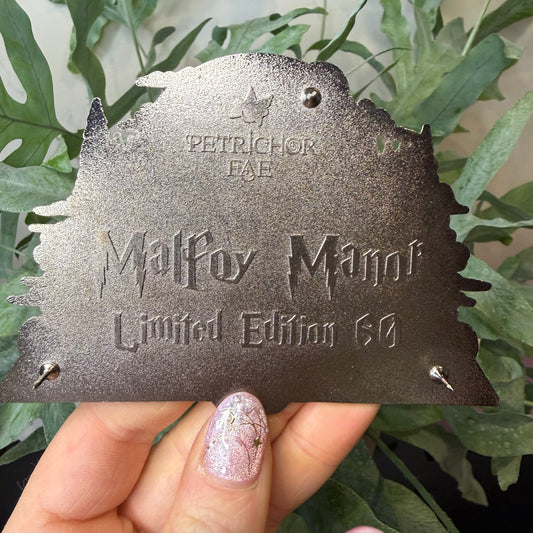 PETRICHOR
FAE
Malfoy Manor
Limited Edition 60